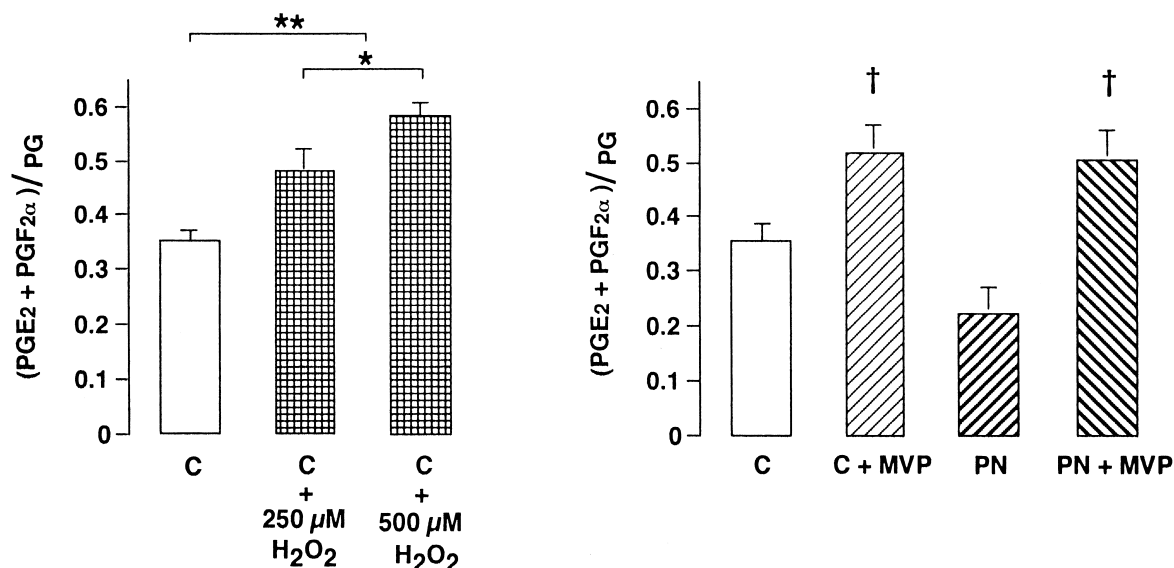 **
*
(PGE2 + PGF2α)/PG
0.6
0.5
0.4
0.3
0.2
0.1
0
C
C
+
250 µM
H2O2
C
+
500 µM
H2O2
† †
(PGE2 + PGF2α)/PG
0.6
0.5
0.4
0.3
0.2
0.1
0
C C + MVP PN PN + MVP